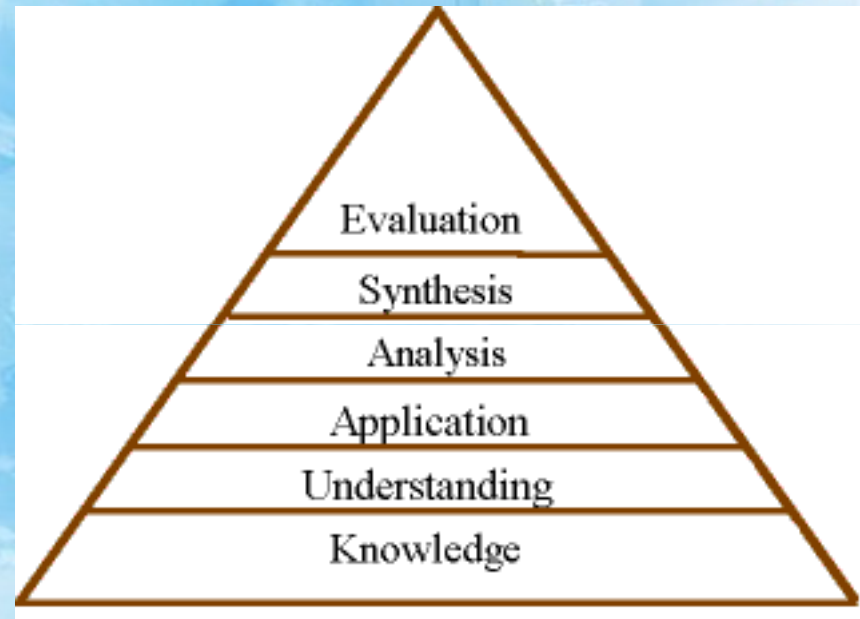 Evaluation
Synthesis
Analysis
Application
Understanding
Knowledge